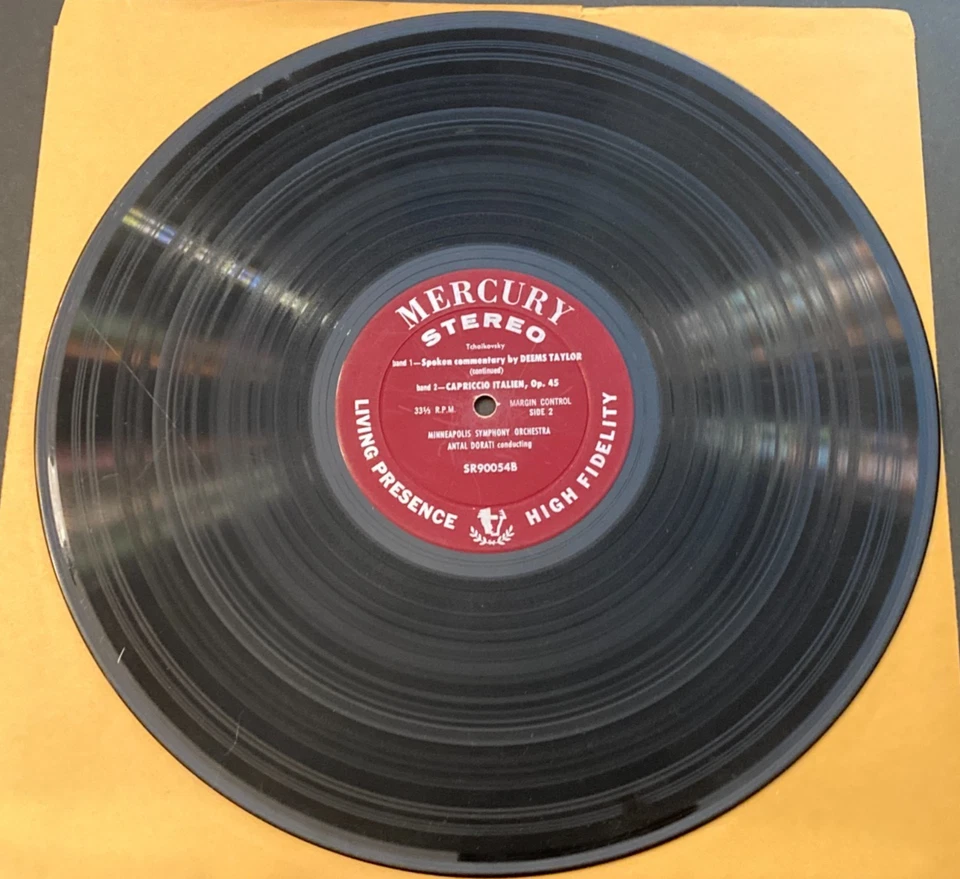 MERCURY
STEREO
Tchaikovsky
band 1—Spoken commentary by DEEMS TAYLOR
(continued)
band 2—CAPRICCIO ITALIEN, Op. 45
33⅓ R.P.M.
MARGIN CONTROL
SIDE 2
MINNEAPOLIS SYMPHONY ORCHESTRA
ANTAL DORATI conducting
SR90054B
LIVING PRESENCE
HIGH FIDELITY